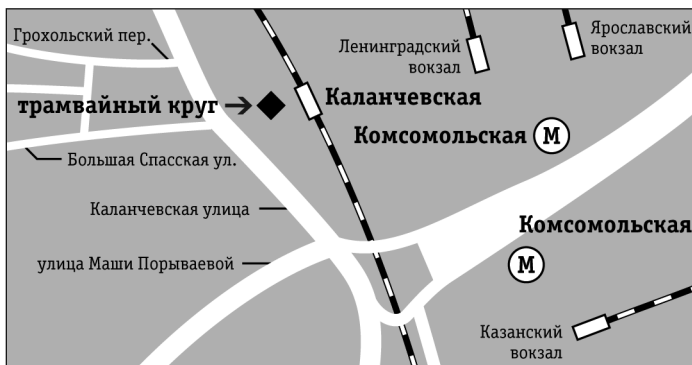 Грохольский пер.
Ленинградский
вокзал
Ярославский
вокзал
трамвайный круг
Каланчевская
Комсомольская М
Большая Спасская ул.
Каланчевская улица
Комсомольская
М
улица Маши Порываевой
Казанский
вокзал